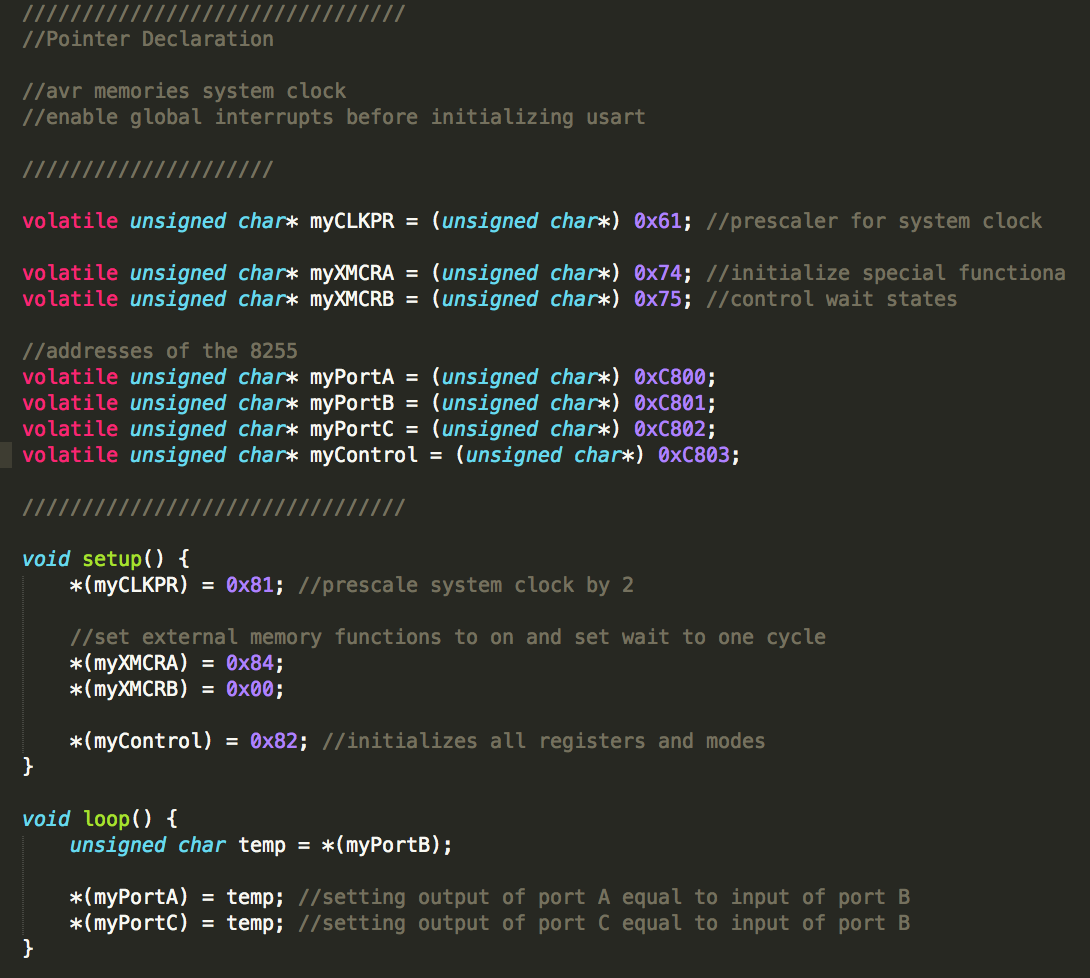 ////////////////////////////////
//Pointer Declaration
//avr memories system clock
//enable global interrupts before initializing usart
/////////////////////
volatile unsigned char* myCLKPR = (unsigned char*) 0x61; //prescaler for system clock
volatile unsigned char* myXMCRA = (unsigned char*) 0x74; //initialize special functiona
volatile unsigned char* myXMCRB = (unsigned char*) 0x75; //control wait states
//addresses of the 8255
volatile unsigned char* myPortA = (unsigned char*) 0xC800;
volatile unsigned char* myPortB = (unsigned char*) 0xC801;
volatile unsigned char* myPortC = (unsigned char*) 0xC802;
volatile unsigned char* myControl = (unsigned char*) 0xC803;
////////////////////////////////
void setup() {
    *(myCLKPR) = 0x81; //prescale system clock by 2
    //set external memory functions to on and set wait to one cycle
    *(myXMCRA) = 0x84;
    *(myXMCRB) = 0x00;
    *(myControl) = 0x82; //initializes all registers and modes
}
void loop() {
    unsigned char temp = *(myPortB);
    *(myPortA) = temp; //setting output of port A equal to input of port B
    *(myPortC) = temp; //setting output of port C equal to input of port B
}